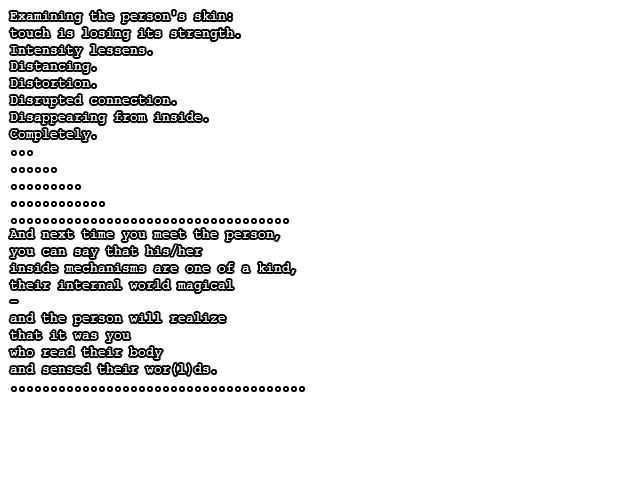 Examining the person's skin:
touch is losing its strength.
Intensity lessens.
Distancing.
Distortion.
Disrupted connection.
Disappearing from inside.
Completely.
...
......
.........
............
...................................
And next time you meet the person,
you can say that his/her
inside mechanisms are one of a kind,
their internal world magical
–
and the person will realize
that it was you
who read their body
and sensed their wor(l)ds.
.....................................